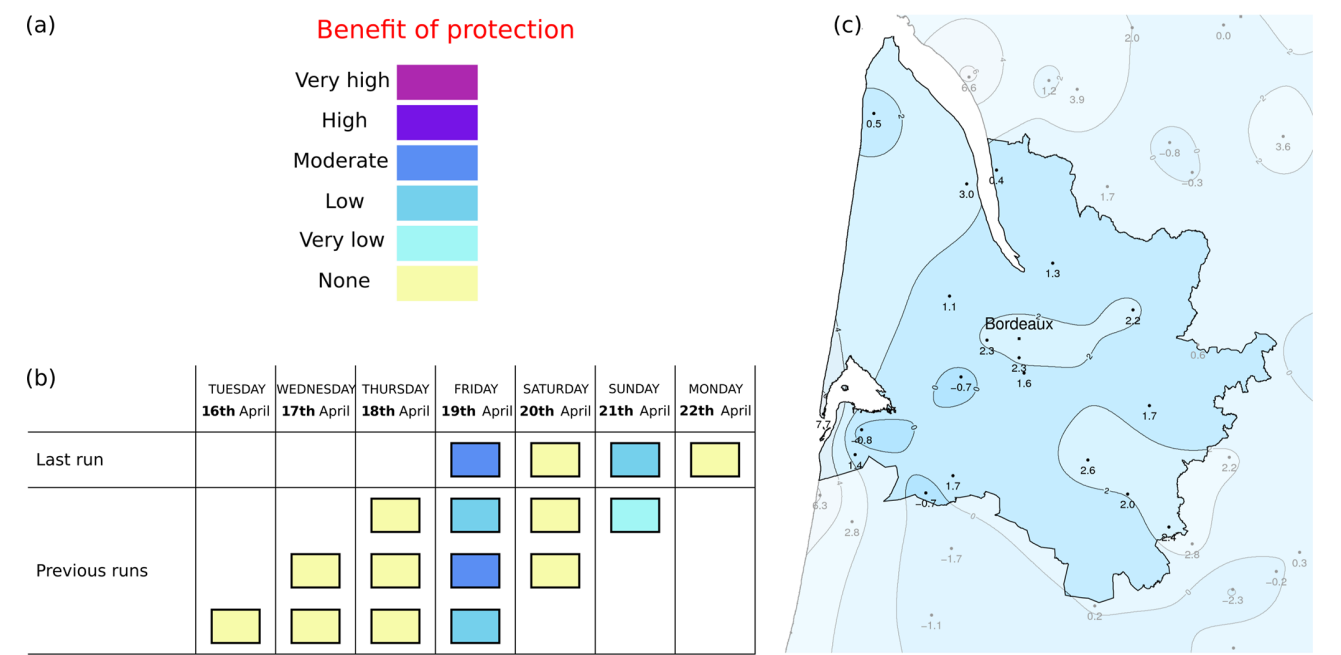 (a)
Benefit of protection
Very high
High
Moderate
Low
Very low
None
(b)
TUESDAY WEDNESDAY THURSDAY FRIDAY SATURDAY SUNDAY MONDAY
16th April 17th April 18th April 19th April 20th April 21th April 22th April
Last run
Previous runs
(c)
0.0
2.0
6.6
1.2
3.9
0.5
3.6
−0.8
−0.3
0.4
3.0
1.7
1.3
1.1
2.2
Bordeaux
2.3
2.3
0.6
1.6
−0.7
1.7
7.7
−0.8
1.4
2.6
2.2
1.7
−0.7
2.0
6.3
2.8
2.4
2.8
−1.7
0.3
−0.2
−2.3
0.2
−1.1